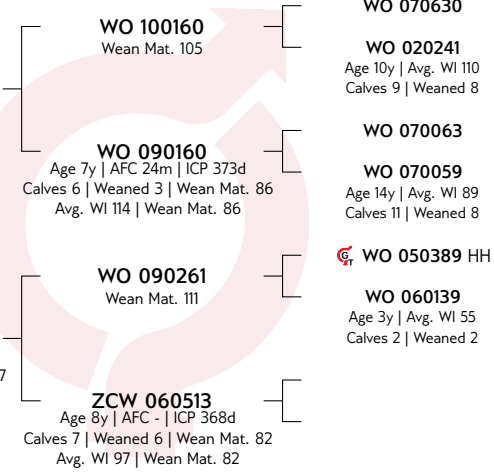 WO 070630
WO 100160
Wean Mat. 105
WO 020241
Age 10y | Avg. WI 110
Calves 9 | Weaned 8
WO 070063
WO 090160
Age 7y | AFC 24m | ICP 373d
Calves 6 | Weaned 3 | Wean Mat. 86
Avg. WI 114 | Wean Mat. 86
WO 070059
Age 14y | Avg. WI 89
Calves 11 | Weaned 8
GT WO 050389 HH
WO 090261
Wean Mat. 111
WO 060139
Age 3y | Avg. WI 55
Calves 2 | Weaned 2
7
ZCW 060513
Age 8y | AFC - | ICP 368d
Calves 7 | Weaned 6 | Wean Mat. 82
Avg. WI 97 | Wean Mat. 82